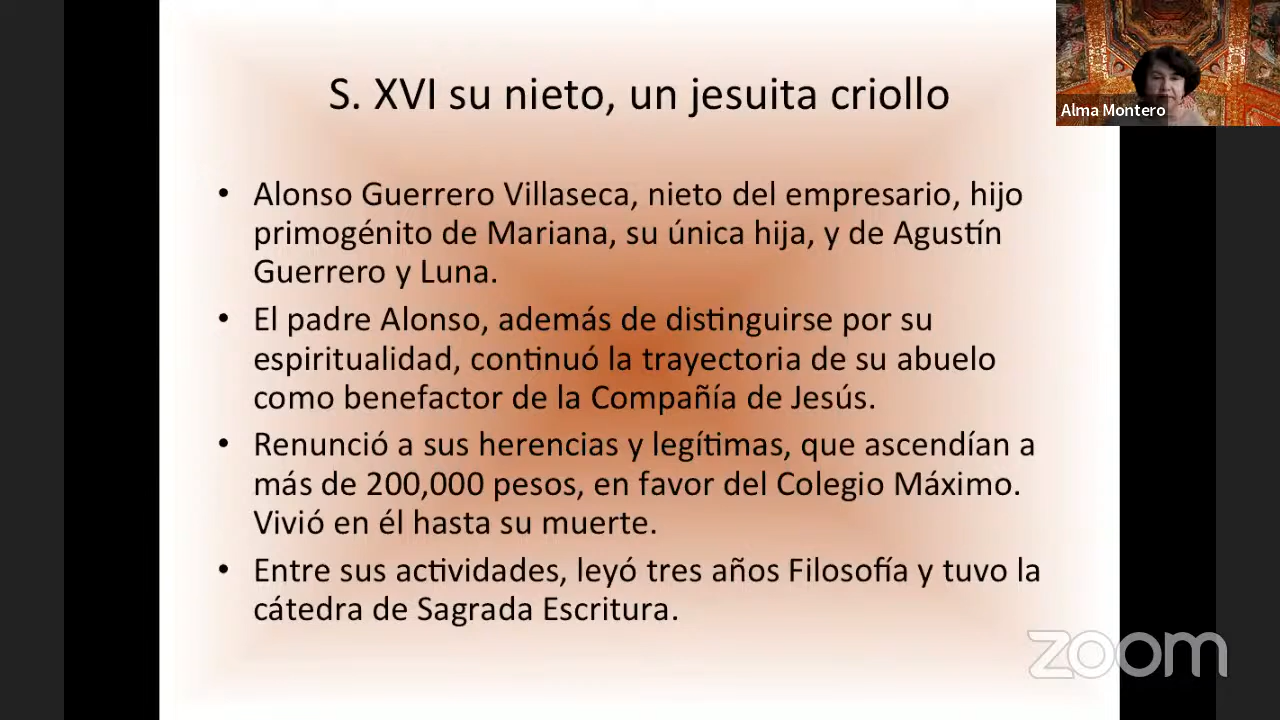 S. XVI su nieto, un jesuita criollo
Alma Montero
• Alonso Guerrero Villaseca, nieto del empresario, hijo
primogénito de Mariana, su única hija, y de Agustín
Guerrero y Luna.
• El padre Alonso, además de distinguirse por su
espiritualidad, continuó la trayectoria de su abuelo
como benefactor de la Compañía de Jesús.
• Renunció a sus herencias y legítimas, que ascendían a
más de 200,000 pesos, en favor del Colegio Máximo.
Vivió en él hasta su muerte.
• Entre sus actividades, leyó tres años Filosofía y tuvo la
cátedra de Sagrada Escritura.
zoom